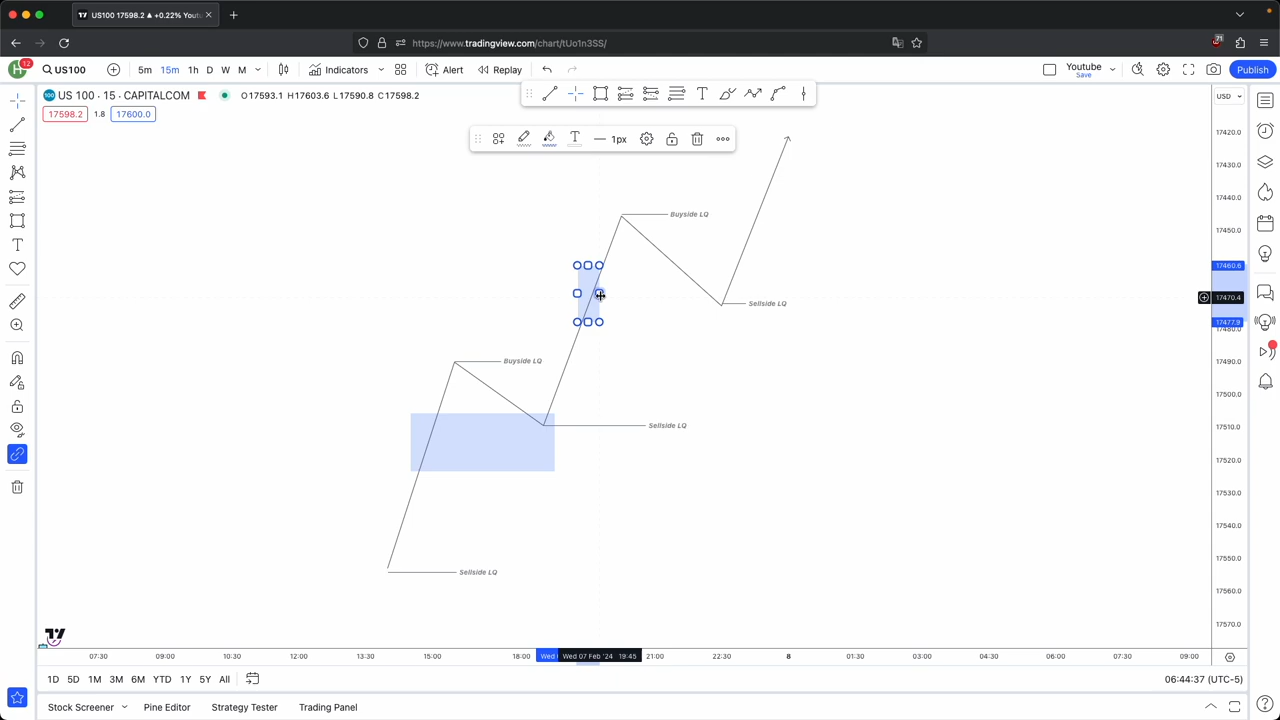 US100 17598.2 ▲ +0.22% Youtu
https://www.tradingview.com/chart/tUo1n3SS/
71
H
12
US100
5m 15m 1h D W M
Indicators
Alert
Replay
Youtube
Save
Publish
100 US 100 · 15 · CAPITALCOM
O17593.1 H17603.6 L17590.8 C17598.2
USD
17598.2 1.8 17600.0
1px
17420.0
17430.0
17440.0
17450.0
17460.6
17470.4
17477.9
17480.0
17490.0
17500.0
17510.0
17520.0
17530.0
17540.0
17550.0
17560.0
17570.0
Buyside LQ
Sellside LQ
Buyside LQ
Sellside LQ
Sellside LQ
07:30 09:00 10:30 12:00 13:30 15:00 18:00 Wed Wed 07 Feb '24 19:45 21:00 22:30 8 01:30 03:00 04:30 06:00 07:30 09:00
1D 5D 1M 3M 6M YTD 1Y 5Y All
06:44:37 (UTC-5)
Stock Screener
Pine Editor
Strategy Tester
Trading Panel